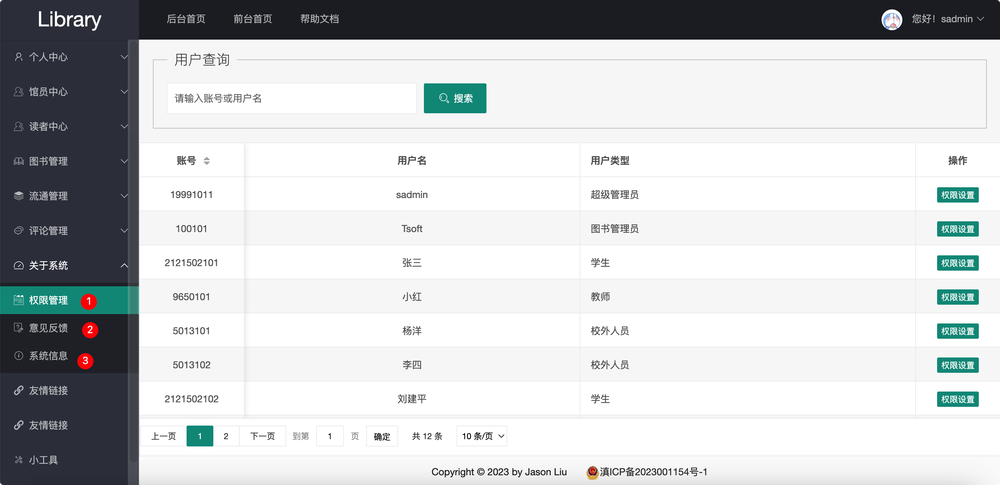 Library
后台首页 前台首页 帮助文档 您好！sadmin
个人中心
馆员中心
读者中心
图书管理
流通管理
评论管理
关于系统
权限管理 1
意见反馈 2
系统信息 3
友情链接
友情链接
小工具
用户查询
请输入账号或用户名 搜索
账号 用户名 用户类型 操作
19991011 sadmin 超级管理员 权限设置
100101 Tsoft 图书管理员 权限设置
2121502101 张三 学生 权限设置
9650101 小红 教师 权限设置
5013101 杨洋 校外人员 权限设置
5013102 李四 校外人员 权限设置
2121502102 刘建平 学生 权限设置
上一页 1 2 下一页 到第 1 页 确定 共 12 条 10 条/页
Copyright © 2023 by Jason Liu 滇ICP备2023001154号-1